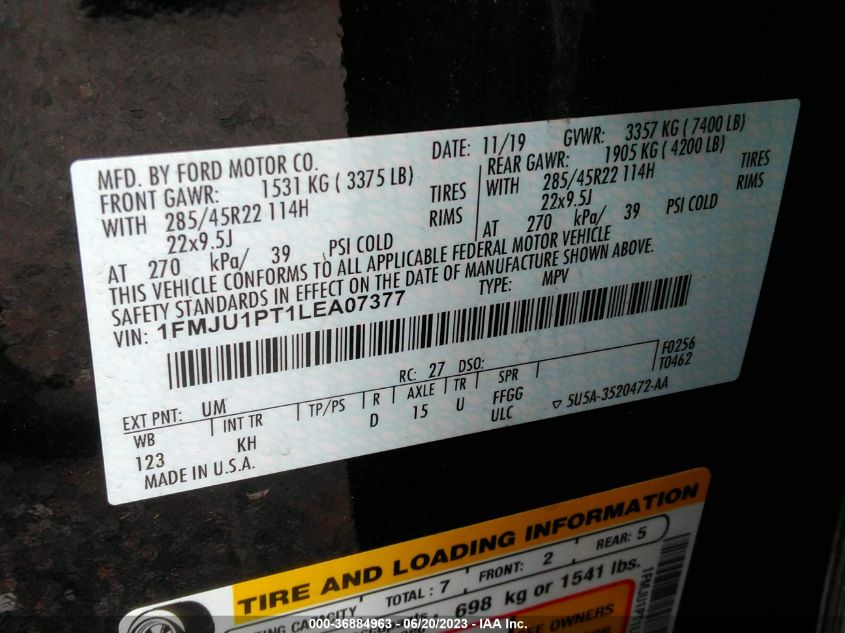 MFD. BY FORD MOTOR CO.
DATE: 11/19 GVWR: 3357 KG ( 7400 LB)
FRONT GAWR: 1531 KG ( 3375 LB)
REAR GAWR: 1905 KG ( 4200 LB)
WITH 285/45R22 114H TIRES
WITH 285/45R22 114H TIRES
22x9.5J RIMS
22x9.5J RIMS
AT 270 kPa/ 39 PSI COLD
AT 270 kPa/ 39 PSI COLD
THIS VEHICLE CONFORMS TO ALL APPLICABLE FEDERAL MOTOR VEHICLE
SAFETY STANDARDS IN EFFECT ON THE DATE OF MANUFACTURE SHOWN ABOVE.
VIN: 1FMJU1PT1LEA07377 TYPE: MPV
RC: 27 DSO:
F0256
T0462
EXT PNT: UM
WB INT TR TP/PS R AXLE TR SPR
123 KH D 15 U FFGG
ULC
5U5A-3520472-AA
MADE IN U.S.A.
TIRE AND LOADING INFORMATION
CAPACITY TOTAL : 7 FRONT: 2 REAR: 5
698 kg or 1541 lbs.
OWNERS
000-36884963 - 06/20/2023 - IAA Inc.